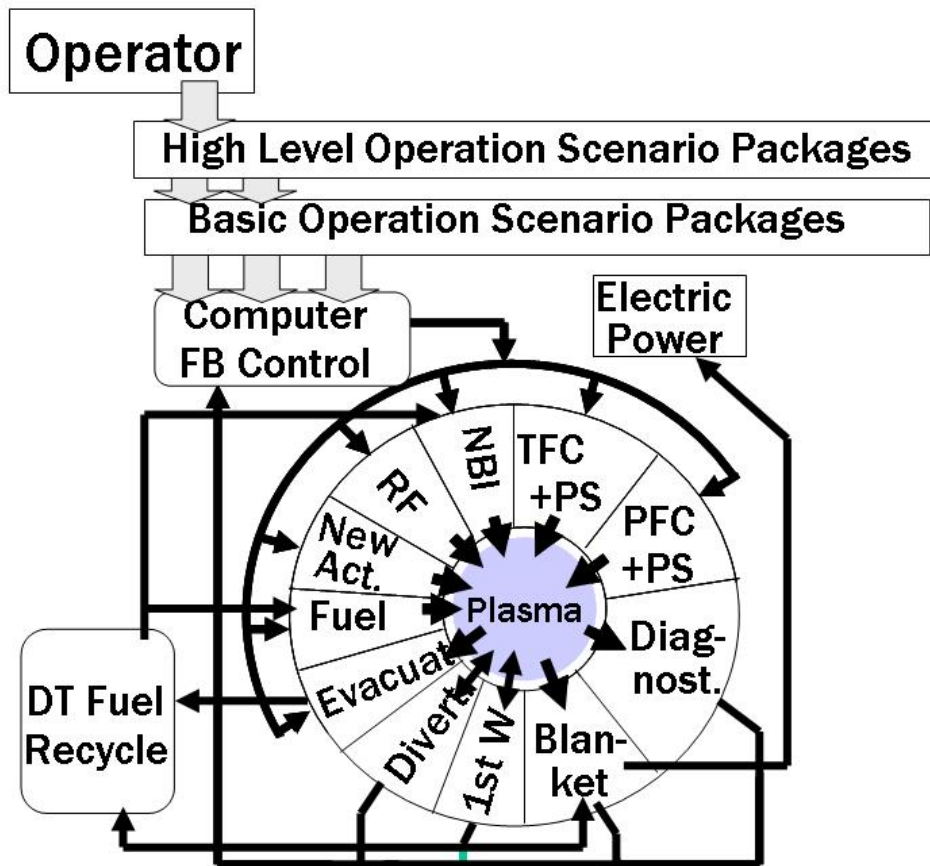 Operator
High Level Operation Scenario Packages
Basic Operation Scenario Packages
Computer
FB Control
Electric
Power
NBI
TFC
+PS
RF
PFC
+PS
New
Act.
Fuel
Plasma
Diag-
nost.
Evacuat.
Divert.
1st W
Blan-
ket
DT Fuel
Recycle